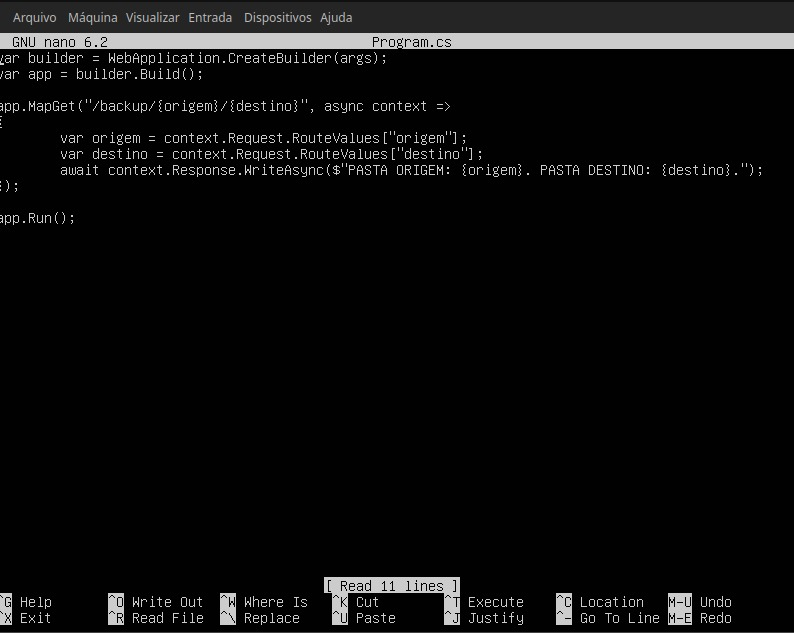 Arquivo Máquina Visualizar Entrada Dispositivos Ajuda
GNU nano 6.2 Program.cs
var builder = WebApplication.CreateBuilder(args);
var app = builder.Build();
app.MapGet("/backup/{origem}/{destino}", async context =>
{
var origem = context.Request.RouteValues["origem"];
var destino = context.Request.RouteValues["destino"];
await context.Response.WriteAsync($"PASTA ORIGEM: {origem}. PASTA DESTINO: {destino}.");
});
app.Run();
[ Read 11 lines ]
^G Help ^O Write Out ^W Where Is ^K Cut ^T Execute ^C Location M-U Undo
^X Exit ^R Read File ^\ Replace ^U Paste ^J Justify ^- Go To Line M-E Redo